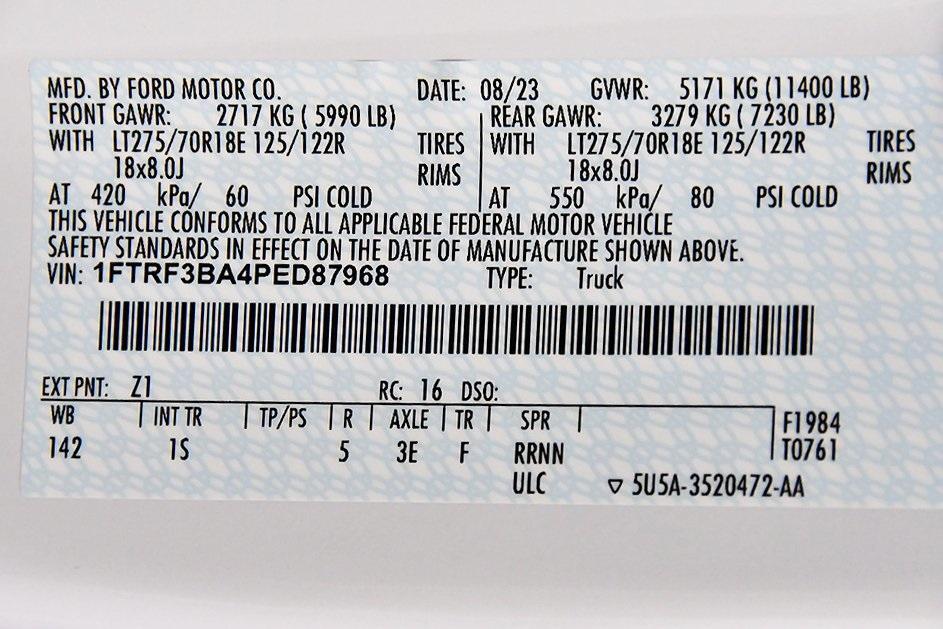 MFD. BY FORD MOTOR CO. DATE: 08/23 GVWR: 5171 KG (11400 LB)
FRONT GAWR: 2717 KG ( 5990 LB) REAR GAWR: 3279 KG ( 7230 LB)
WITH LT275/70R18E 125/122R TIRES WITH LT275/70R18E 125/122R TIRES
18x8.0J RIMS 18x8.0J RIMS
AT 420 kPa/ 60 PSI COLD AT 550 kPa/ 80 PSI COLD
THIS VEHICLE CONFORMS TO ALL APPLICABLE FEDERAL MOTOR VEHICLE
SAFETY STANDARDS IN EFFECT ON THE DATE OF MANUFACTURE SHOWN ABOVE.
VIN: 1FTRF3BA4PED87968 TYPE: Truck
EXT PNT: Z1 RC: 16 DSO:
WB INT TR TP/PS R AXLE TR SPR F1984
142 1S 5 3E F RRNN T0761
ULC ▽ 5U5A-3520472-AA